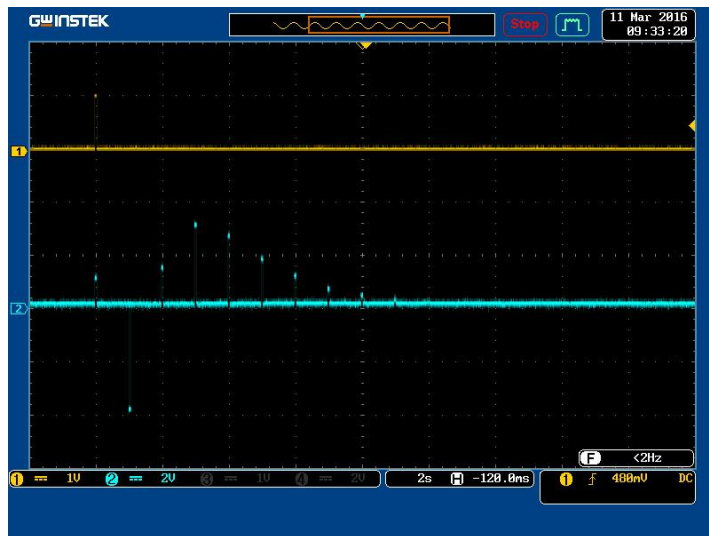 GWINSTEK
Stop
11 Mar 2016
09:33:20
1
2
F <2Hz
1 1V 2 2V 3 1V 4 2V
2s H -120.0ms
1 480mV DC